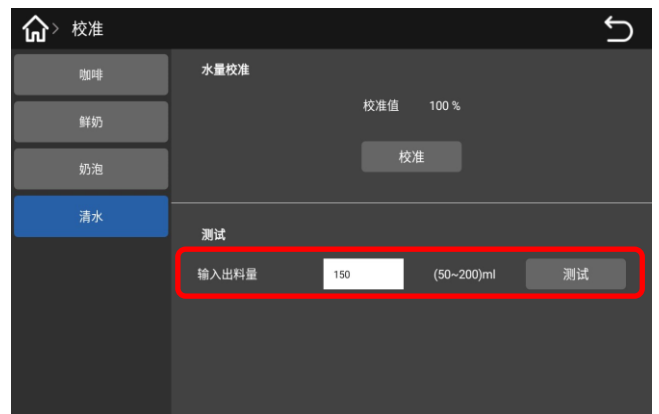 > 校准
咖啡
鲜奶
奶泡
清水
水量校准
校准值 100 %
校准
测试
输入出料量 150 (50~200)ml 测试